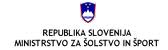 REPUBLIKA SLOVENIJA
MINISTRSTVO ZA ŠOLSTVO IN ŠPORT